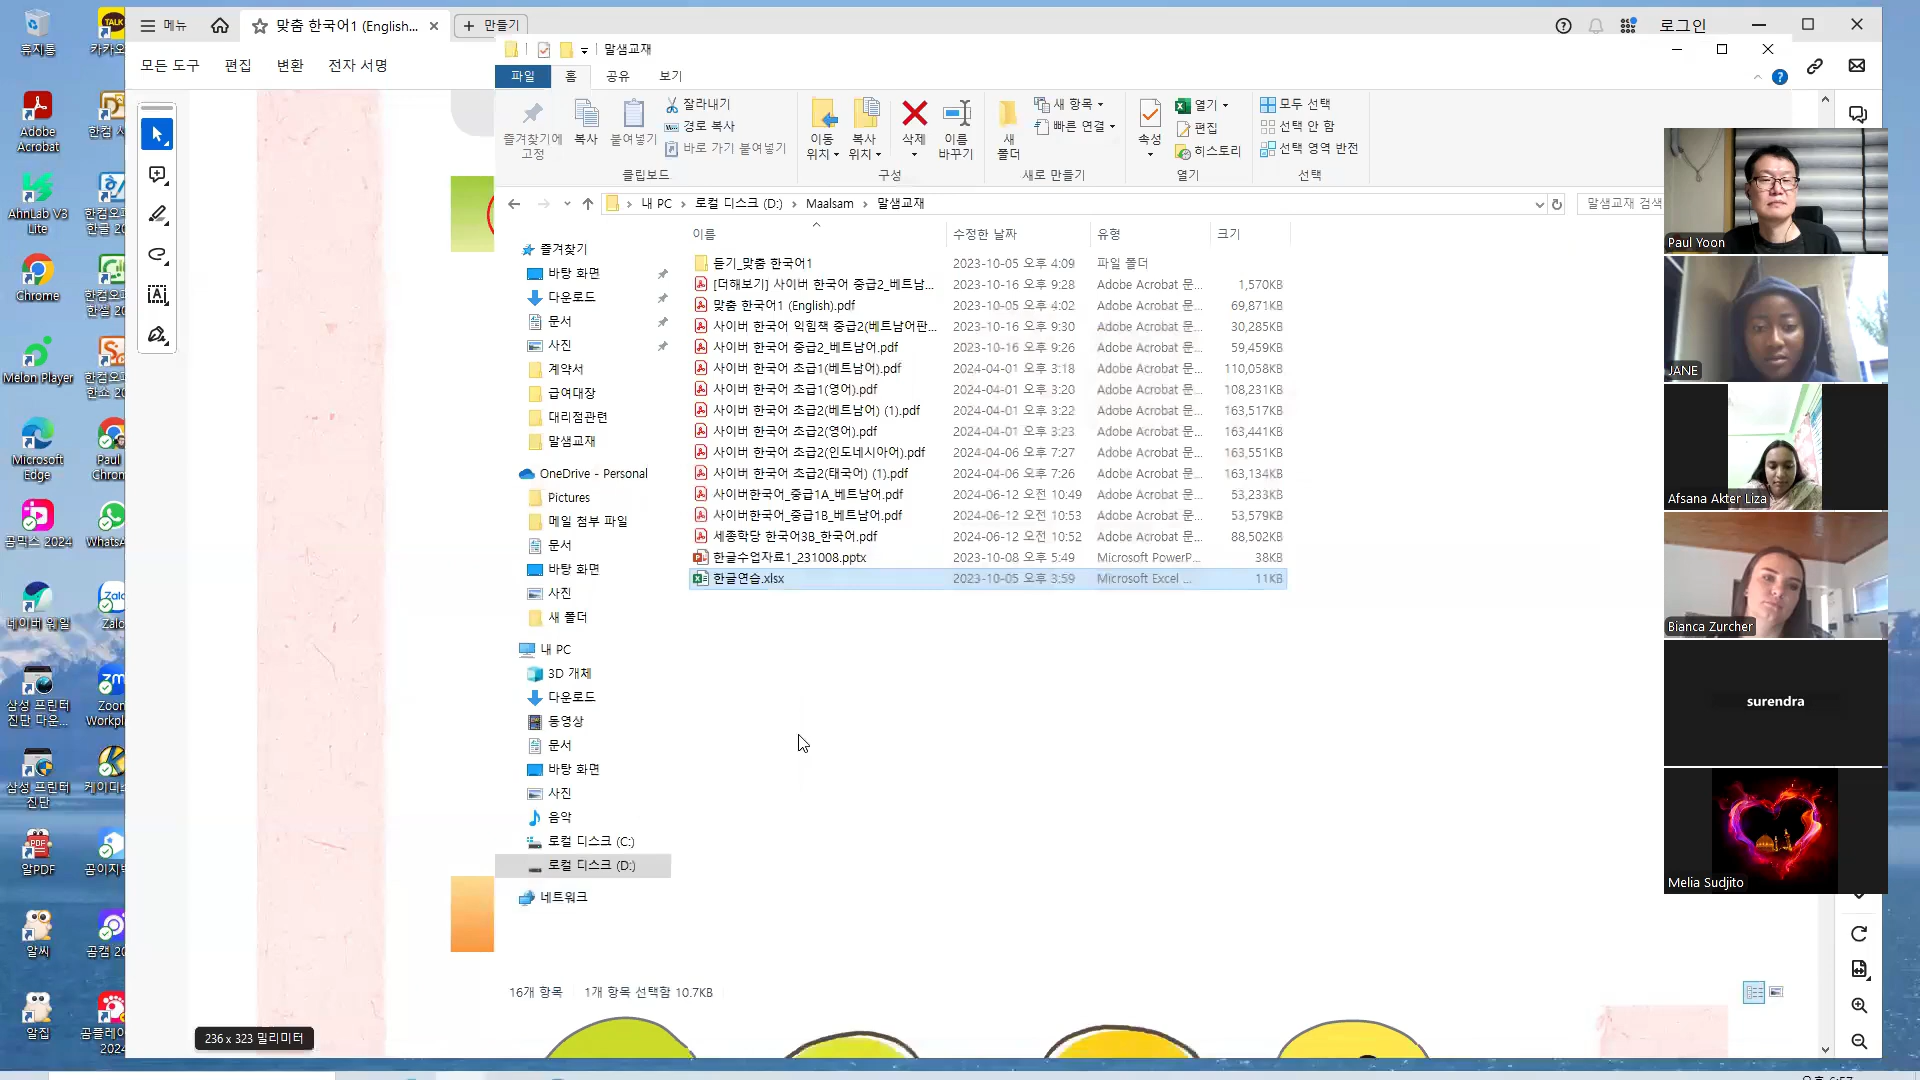 휴지통
Adobe Acrobat
AhnLab V3 Lite
Chrome
Melon Player
Microsoft Edge
곰믹스 2024
네이버 웨일
삼성 프린터 진단 다운...
삼성 프린터 진단
알PDF
알씨
알집
메뉴
맞춤 한국어1 (English...
만들기
로그인
모든 도구
편집
변환
전자 서명
말샘교재
파일
홈
공유
보기
즐겨찾기에 고정
복사
붙여넣기
잘라내기
경로 복사
바로 가기 붙여넣기
클립보드
이동 위치
복사 위치
삭제
이름 바꾸기
구성
새 폴더
새 항목
빠른 연결
새로 만들기
속성
열기
편집
히스토리
열기
모두 선택
선택 안 함
선택 영역 반전
선택
내 PC
로컬 디스크 (D:)
Maalsam
말샘교재
말샘교재 검색
이름
수정한 날짜
유형
크기
듣기_맞춤 한국어1 2023-10-05 오후 4:09 파일 폴더
[더해보기] 사이버 한국어 중급2_베트남... 2023-10-16 오후 9:28 Adobe Acrobat 문... 1,570KB
맞춤 한국어1 (English).pdf 2023-10-05 오후 4:02 Adobe Acrobat 문... 69,871KB
사이버 한국어 익힘책 중급2(베트남어판... 2023-10-16 오후 9:30 Adobe Acrobat 문... 30,285KB
사이버 한국어 중급2_베트남어.pdf 2023-10-16 오후 9:26 Adobe Acrobat 문... 59,459KB
사이버 한국어 초급1(베트남어).pdf 2024-04-01 오후 3:18 Adobe Acrobat 문... 110,058KB
사이버 한국어 초급1(영어).pdf 2024-04-01 오후 3:20 Adobe Acrobat 문... 108,231KB
사이버 한국어 초급2(베트남어) (1).pdf 2024-04-01 오후 3:22 Adobe Acrobat 문... 163,517KB
사이버 한국어 초급2(영어).pdf 2024-04-01 오후 3:23 Adobe Acrobat 문... 163,441KB
사이버 한국어 초급2(인도네시아어).pdf 2024-04-06 오후 7:27 Adobe Acrobat 문... 163,551KB
사이버 한국어 초급2(태국어) (1).pdf 2024-04-06 오후 7:26 Adobe Acrobat 문... 163,134KB
사이버한국어_중급1A_베트남어.pdf 2024-06-12 오전 10:49 Adobe Acrobat 문... 53,233KB
사이버한국어_중급1B_베트남어.pdf 2024-06-12 오전 10:53 Adobe Acrobat 문... 53,579KB
세종학당 한국어3B_한국어.pdf 2024-06-12 오전 10:52 Adobe Acrobat 문... 88,502KB
한글수업자료1_231008.pptx 2023-10-08 오후 5:49 Microsoft PowerP... 38KB
한글연습.xlsx 2023-10-05 오후 3:59 Microsoft Excel ... 11KB
즐겨찾기
바탕 화면
다운로드
문서
사진
계약서
급여대장
대리점관련
말샘교재
OneDrive - Personal
Pictures
메일 첨부 파일
문서
바탕 화면
사진
새 폴더
내 PC
3D 개체
다운로드
동영상
문서
바탕 화면
사진
음악
로컬 디스크 (C:)
로컬 디스크 (D:)
네트워크
16개 항목
1개 항목 선택함 10.7KB
236 x 323 밀리미터
Paul Yoon
JANE
Afsana Akter Liza
Bianca Zurcher
surendra
Melia Sudjito